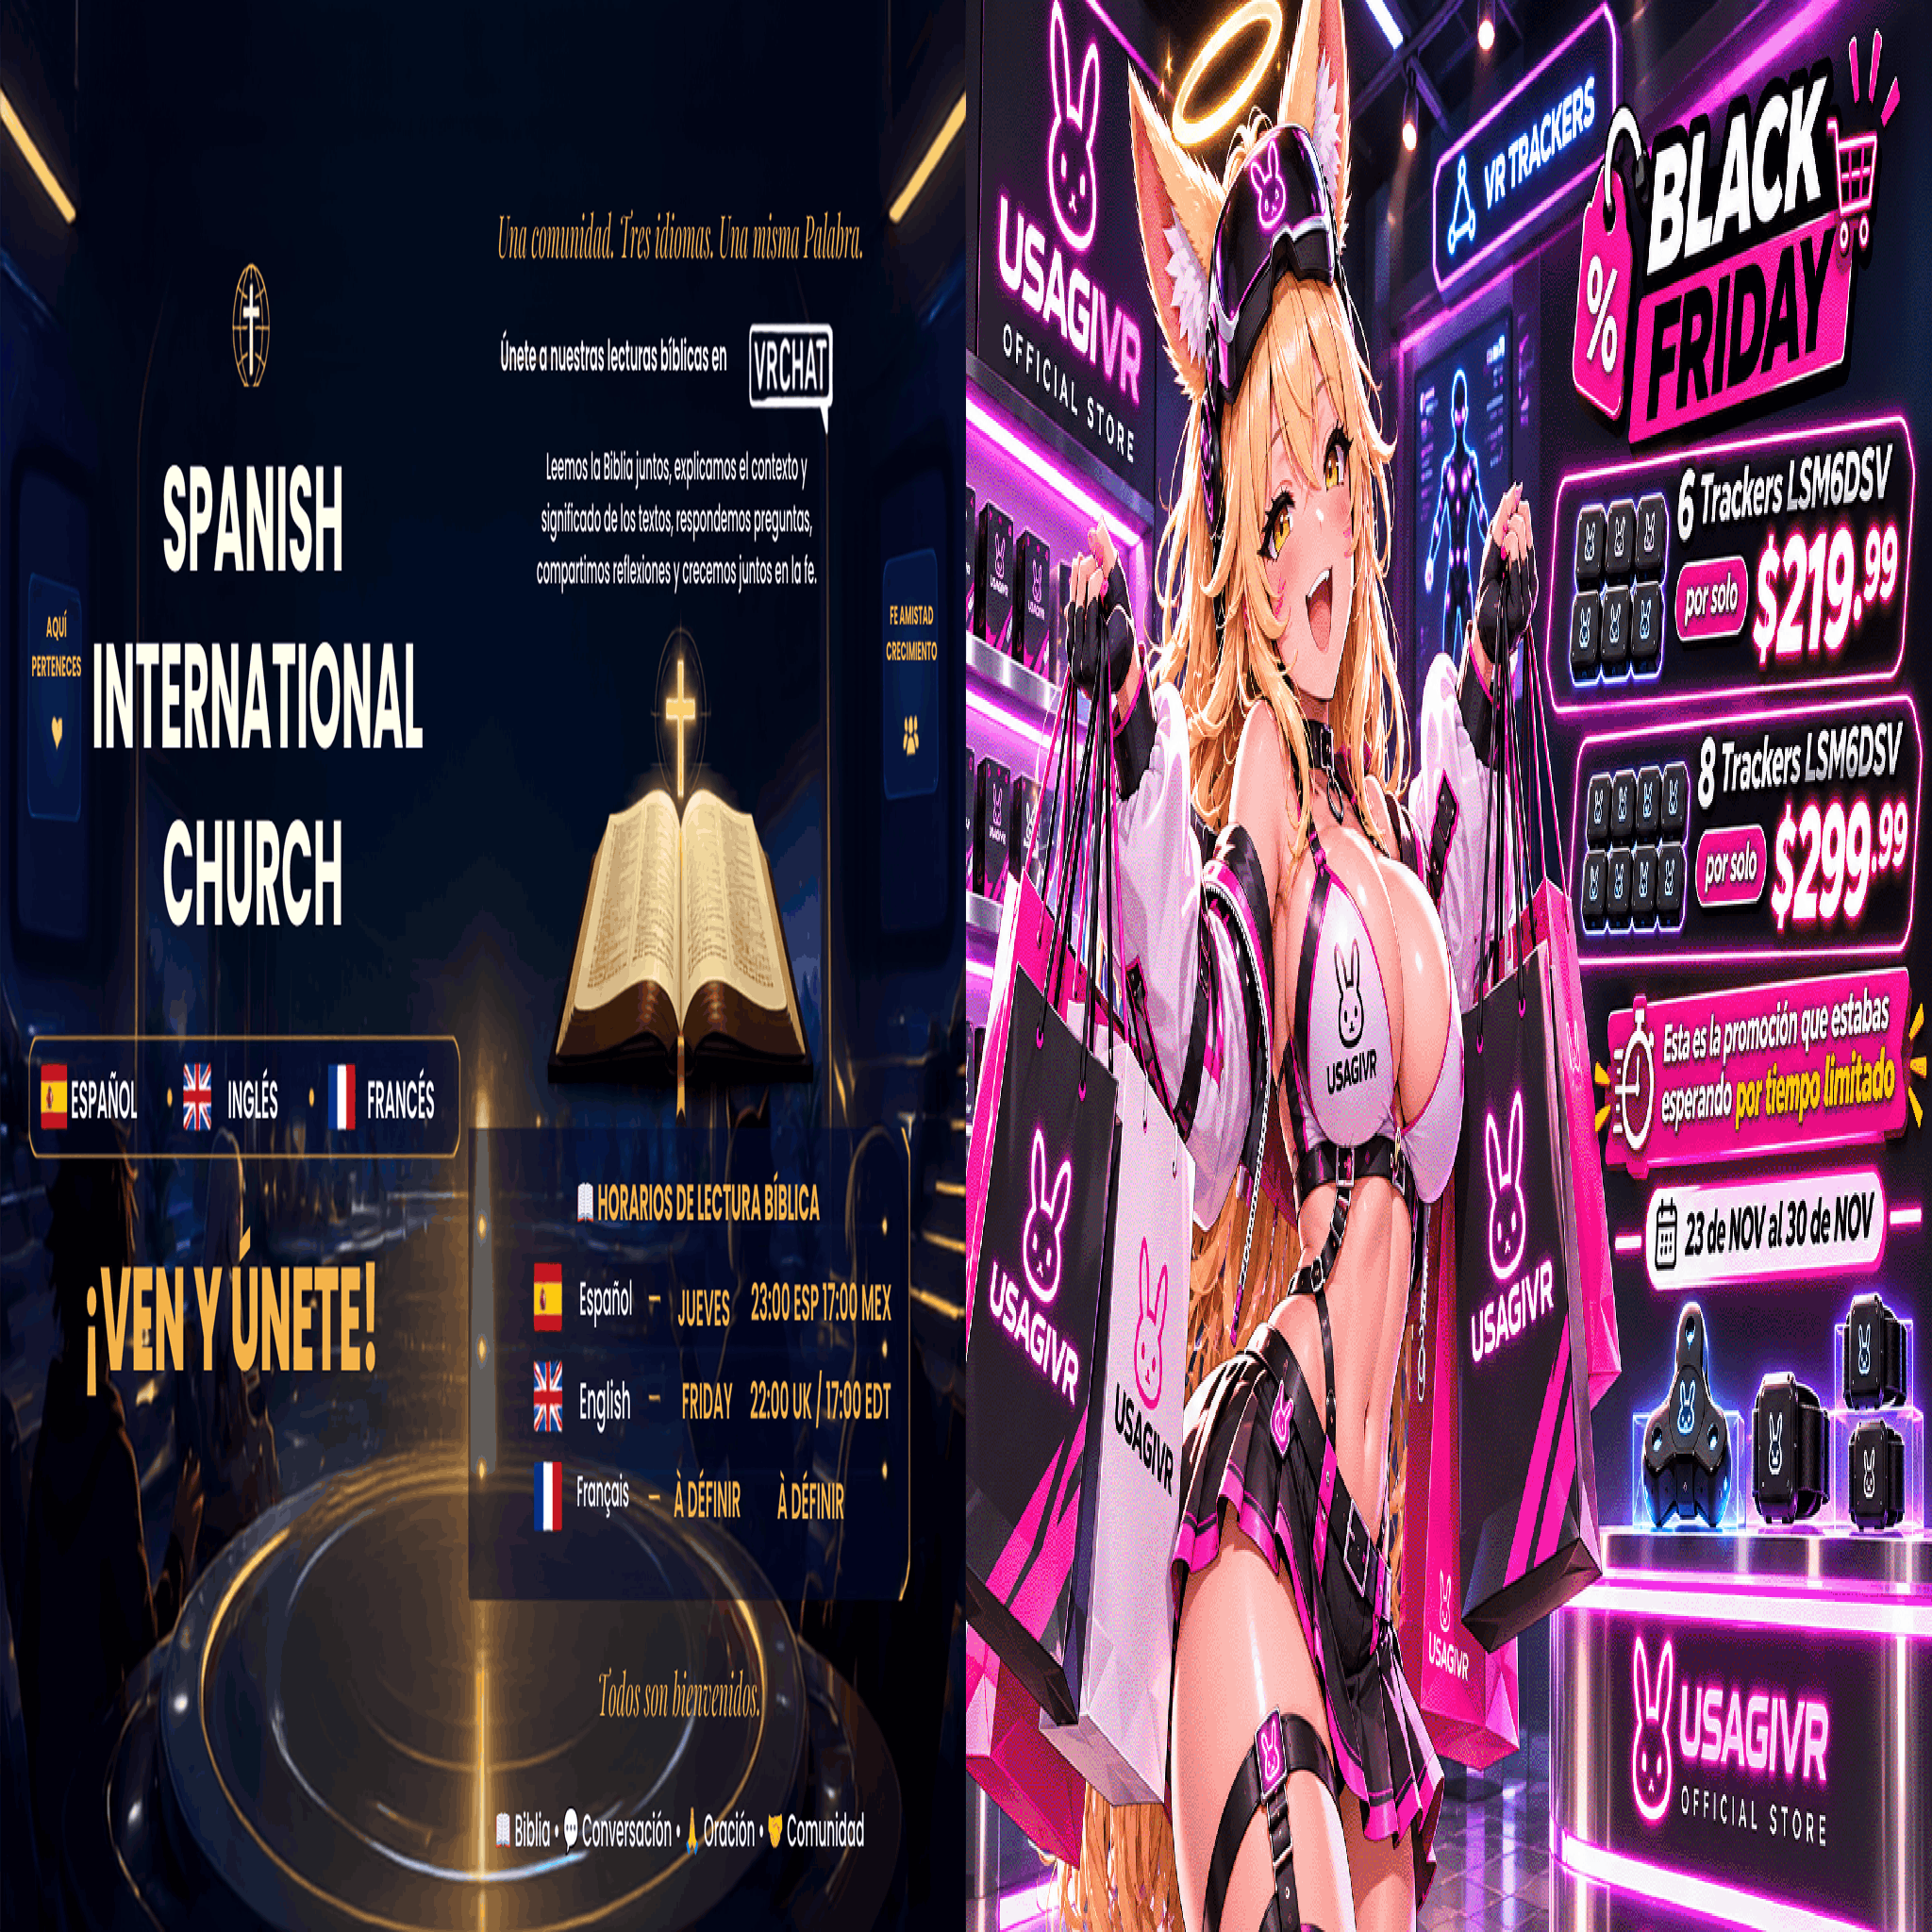 Una comunidad. Tres idiomas. Una misma Palabra.
Únete a nuestras lecturas bíblicas en
VRCHAT
Leemos la Biblia juntos, explicamos el contexto y
significado de los textos, respondemos preguntas,
compartimos reflexiones y crecemos juntos en la fe.
SPANISH
INTERNATIONAL
CHURCH
AQUÍ
PERTENECES
FE AMISTAD
CRECIMIENTO
ESPAÑOL • INGLÉS • FRANCÉS
¡VEN Y ÚNETE!
HORARIOS DE LECTURA BÍBLICA
Español – JUEVES 23:00 ESP 17:00 MEX
English – FRIDAY 22:00 UK / 17:00 EDT
Français – À DÉFINIR À DÉFINIR
Todos son bienvenidos.
Biblia • Conversación • Oración • Comunidad
USAGIVR
OFFICIAL STORE
VR TRACKERS
%
BLACK
FRIDAY
6 Trackers LSM6DSV
por solo
$219.99
8 Trackers LSM6DSV
por solo
$299.99
Esta es la promoción que estabas
esperando por tiempo limitado
23 de NOV al 30 de NOV
USAGIVR
USAGIVR
USAGIVR
USAGIVR
USAGIVR
USAGIVR
OFFICIAL STORE